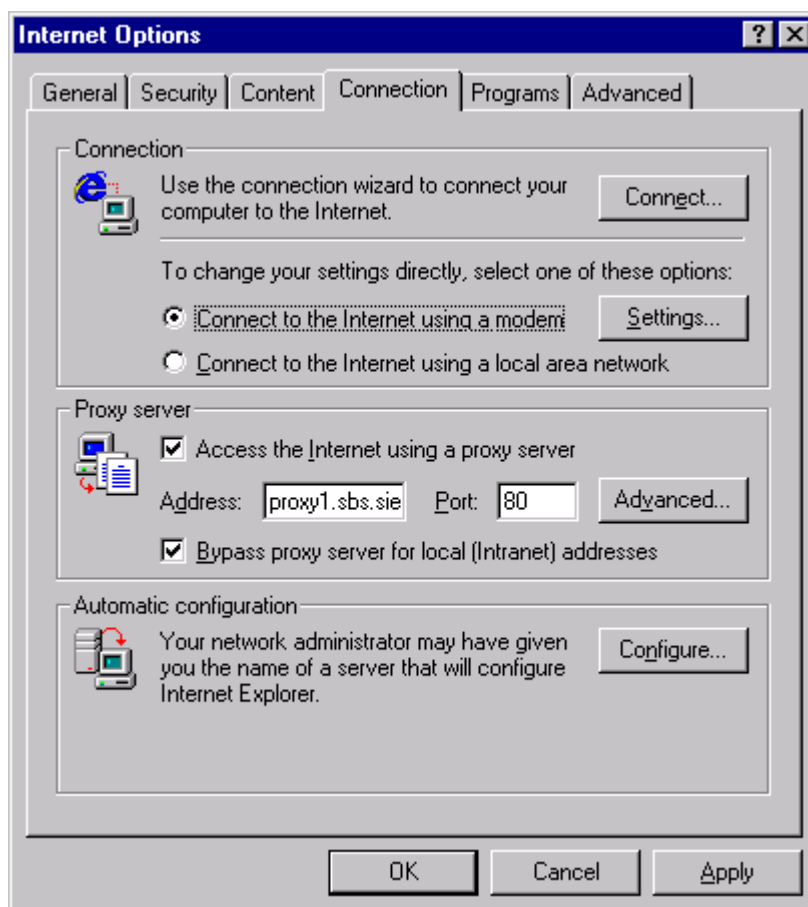 Internet Options
General Security Content Connection Programs Advanced
Connection
Use the connection wizard to connect your
computer to the Internet.
Connect...
To change your settings directly, select one of these options:
Connect to the Internet using a modem
Settings...
Connect to the Internet using a local area network
Proxy server
Access the Internet using a proxy server
Address: proxy1.sbs.sie Port: 80 Advanced...
Bypass proxy server for local (Intranet) addresses
Automatic configuration
Your network administrator may have given
you the name of a server that will configure
Internet Explorer.
Configure...
OK Cancel Apply